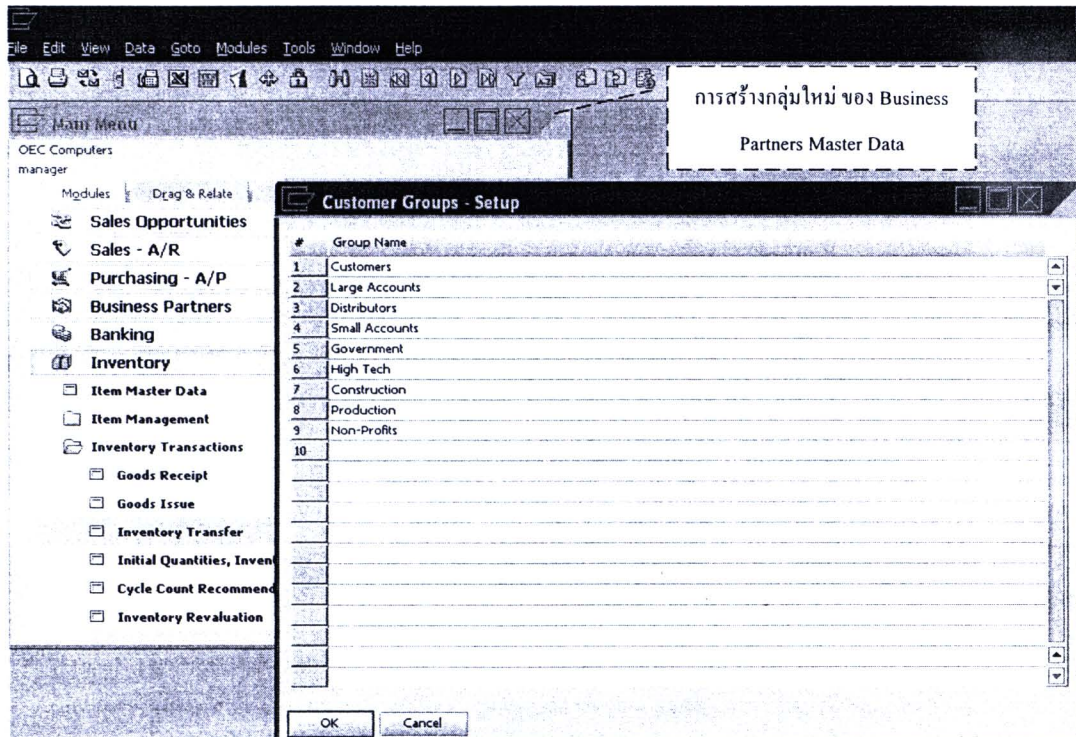 File Edit View Data Goto Modules Tools Window Help
การสร้างกลุ่มใหม่ ของ Business
Partners Master Data
Main Menu
OEC Computers
manager
Modules Drag & Relate
Sales Opportunities
Sales - A/R
Purchasing - A/P
Business Partners
Banking
Inventory
Item Master Data
Item Management
Inventory Transactions
Goods Receipt
Goods Issue
Inventory Transfer
Initial Quantities, Invent
Cycle Count Recommend
Inventory Revaluation
Customer Groups - Setup
# Group Name
1 Customers
2 Large Accounts
3 Distributors
4 Small Accounts
5 Government
6 High Tech
7 Construction
8 Production
9 Non-Profits
10
OK Cancel